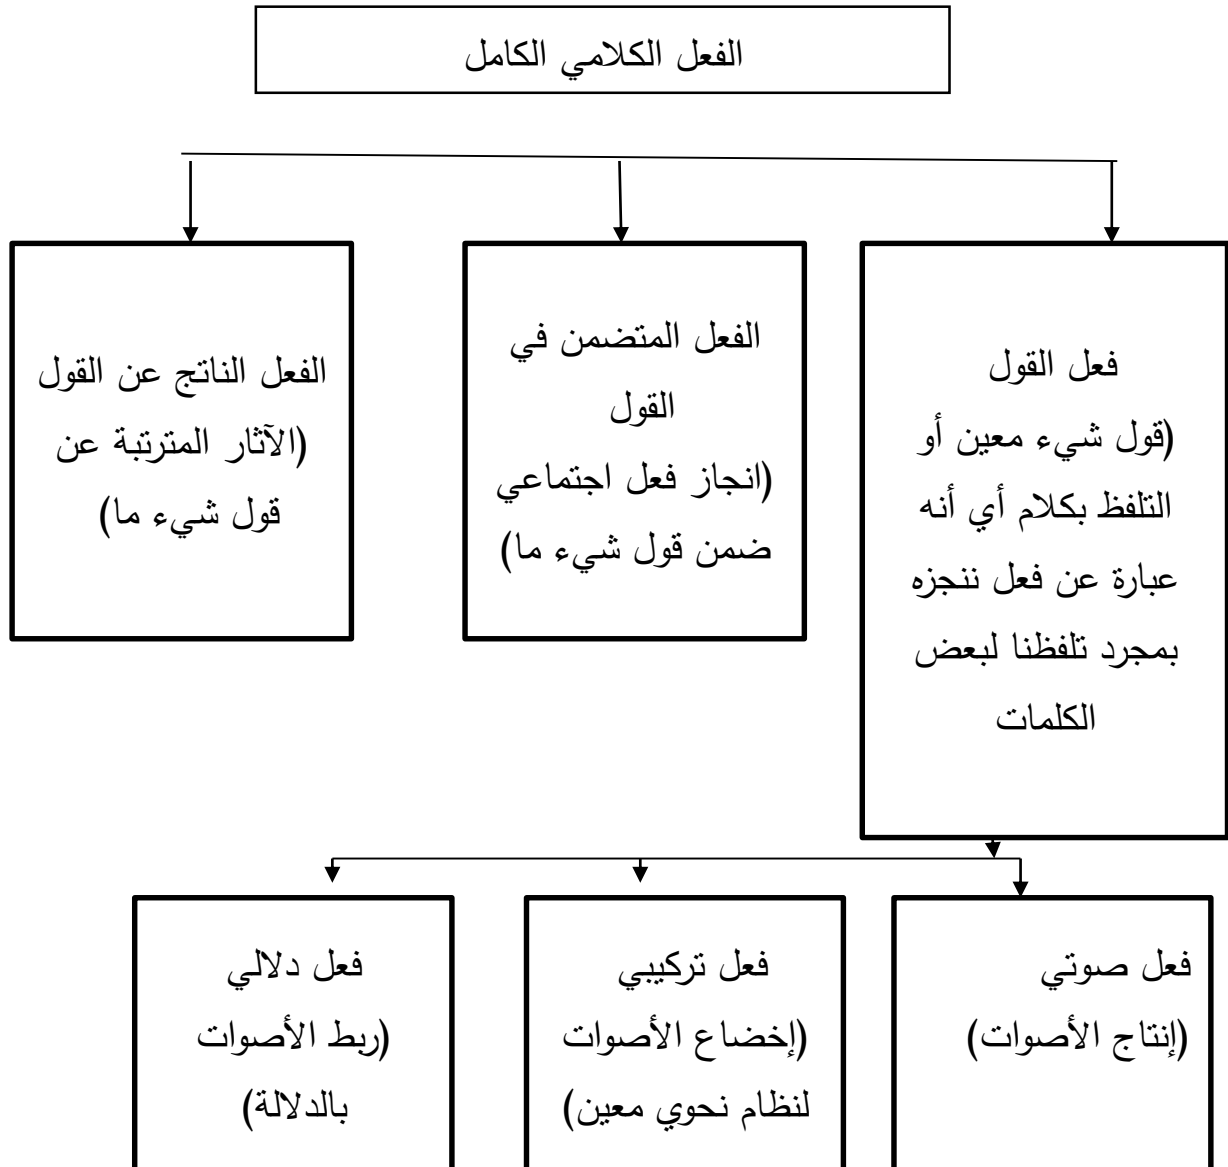 الفعل الكلامي الكامل
فعل القول
(قول شيء معين أو
التلفظ بكلام أي أنه
عبارة عن فعل ننجزه
بمجرد تلفظنا لبعض
الكلمات
الفعل المتضمن في
القول
(انجاز فعل اجتماعي
ضمن قول شيء ما)
الفعل الناتج عن القول
(الآثار المترتبة عن
قول شيء ما)
فعل صوتي
(إنتاج الأصوات)
فعل تركيبي
(إخضاع الأصوات
لنظام نحوي معين)
فعل دلالي
(ربط الأصوات
بالدلالة)